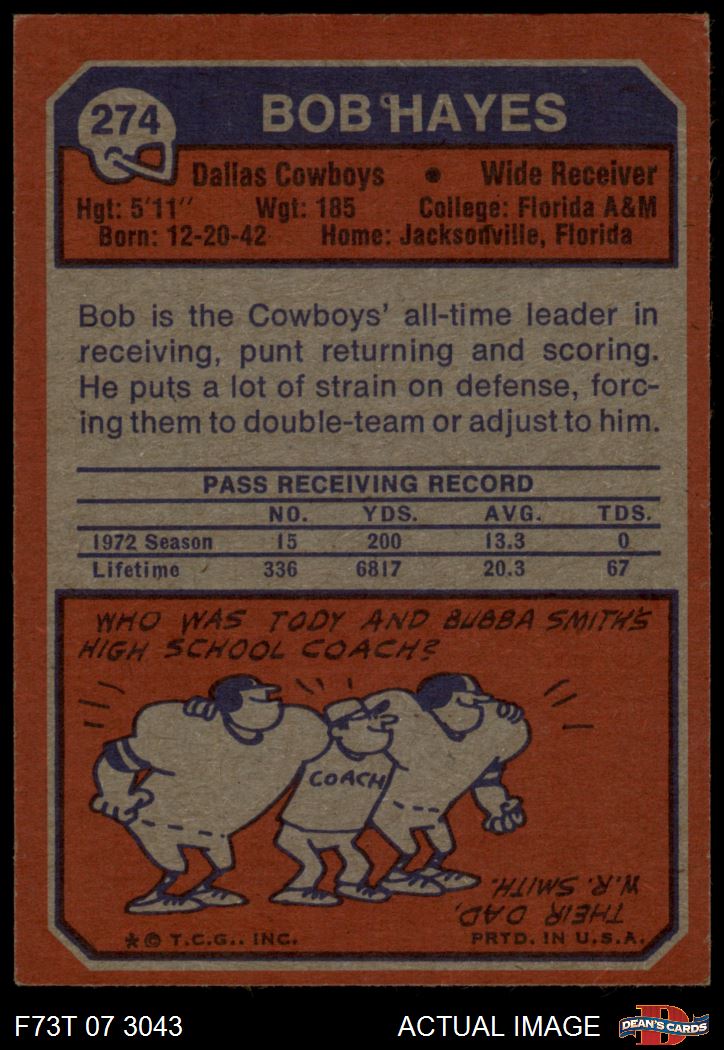 274
BOB HAYES
Dallas Cowboys • Wide Receiver
Hgt: 5'11" Wgt: 185 College: Florida A&M
Born: 12-20-42 Home: Jacksonville, Florida
Bob is the Cowboys' all-time leader in
receiving, punt returning and scoring.
He puts a lot of strain on defense, forc-
ing them to double-team or adjust to him.
PASS RECEIVING RECORD
NO. YDS. AVG. TDS.
1972 Season 15 200 13.3 0
Lifetime 336 6817 20.3 67
WHO WAS TODY AND BUBBA SMITH'S
HIGH SCHOOL COACH?
COACH
THEIR DAD,
W.R. SMITH.
* © T.C.G., INC. PRTD. IN U.S.A.
F73T 07 3043 ACTUAL IMAGE D DEAN'S CARDS